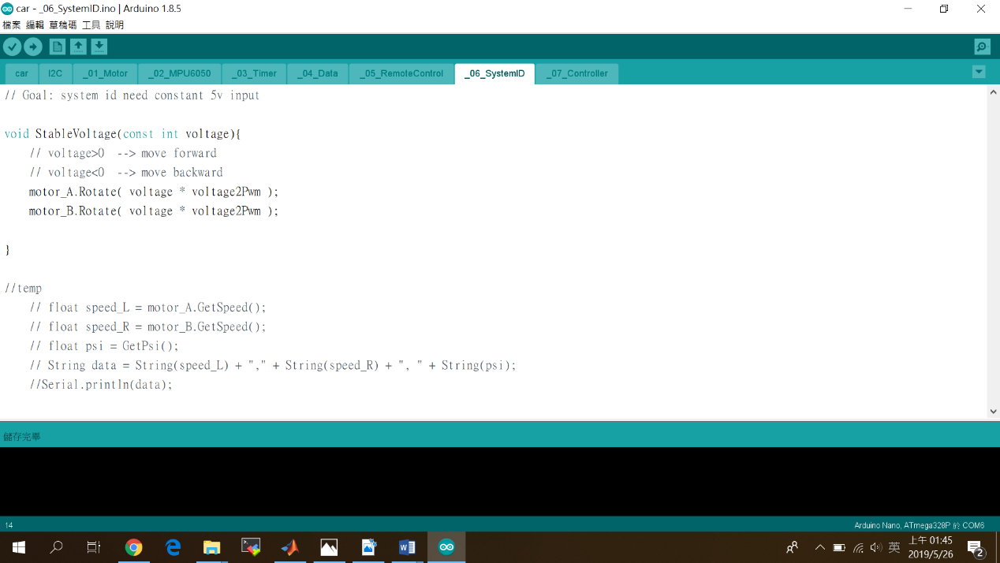 car - _06_SystemID.ino | Arduino 1.8.5
檔案 編輯 草稿碼 工具 說明
car I2C _01_Motor _02_MPU6050 _03_Timer _04_Data _05_RemoteControl _06_SystemID _07_Controller
// Goal: system id need constant 5v input
void StableVoltage(const int voltage){
// voltage>0 --> move forward
// voltage<0 --> move backward
motor_A.Rotate( voltage * voltage2Pwm );
motor_B.Rotate( voltage * voltage2Pwm );
}
//temp
// float speed_L = motor_A.GetSpeed();
// float speed_R = motor_B.GetSpeed();
// float psi = GetPsi();
// String data = String(speed_L) + "," + String(speed_R) + ", " + String(psi);
//Serial.println(data);
儲存完畢
14 Arduino Nano, ATmega328P 於 COM6
英 上午 01:45
2019/5/26 2